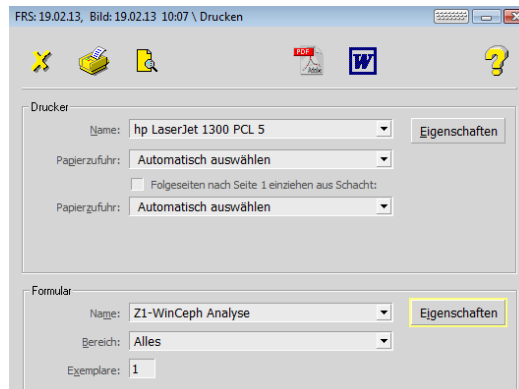 FRS: 19.02.13, Bild: 19.02.13 10:07 \ Drucken
PDF
Adobe
W
?
Drucker
Name: hp LaserJet 1300 PCL 5 Eigenschaften
Papierzufuhr: Automatisch auswählen
Folgeseiten nach Seite 1 einziehen aus Schacht:
Papierzufuhr: Automatisch auswählen
Formular
Name: Z1-WinCeph Analyse Eigenschaften
Bereich: Alles
Exemplare: 1